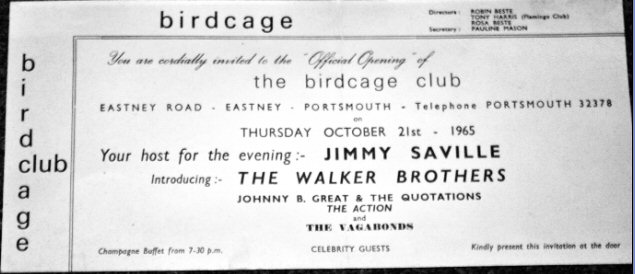 birdcage
Directors: ROBIN BESTE
TONY HARRIS (Flamingo Club)
ROSA BESTE
Secretary: PAULINE MASON
birdcage
club
You are cordially invited to the "Official Opening" of
the birdcage club
EASTNEY ROAD - EASTNEY - PORTSMOUTH - Telephone PORTSMOUTH 32378
on
THURSDAY OCTOBER 21st - 1965
Your host for the evening:- JIMMY SAVILLE
Introducing:- THE WALKER BROTHERS
JOHNNY B. GREAT & THE QUOTATIONS
THE ACTION
and
THE VAGABONDS
Champagne Buffet from 7-30 p.m. CELEBRITY GUESTS Kindly present this invitation at the door